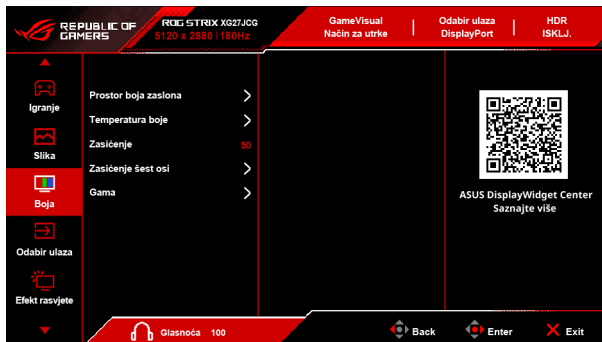 REPUBLIC OF
GAMERS
ROG STRIX XG27JCG
5120 x 2880 | 180Hz
GameVisual
Način za utrke
Odabir ulaza
DisplayPort
HDR
ISKLJ.
Igranje
Slika
Boja
Odabir ulaza
Efekt rasvjete
Prostor boja zaslona
Temperatura boje
Zasićenje 50
Zasićenje šest osi
Gama
ASUS DisplayWidget Center
Saznajte više
Glasnoća 100
Back
Enter
Exit